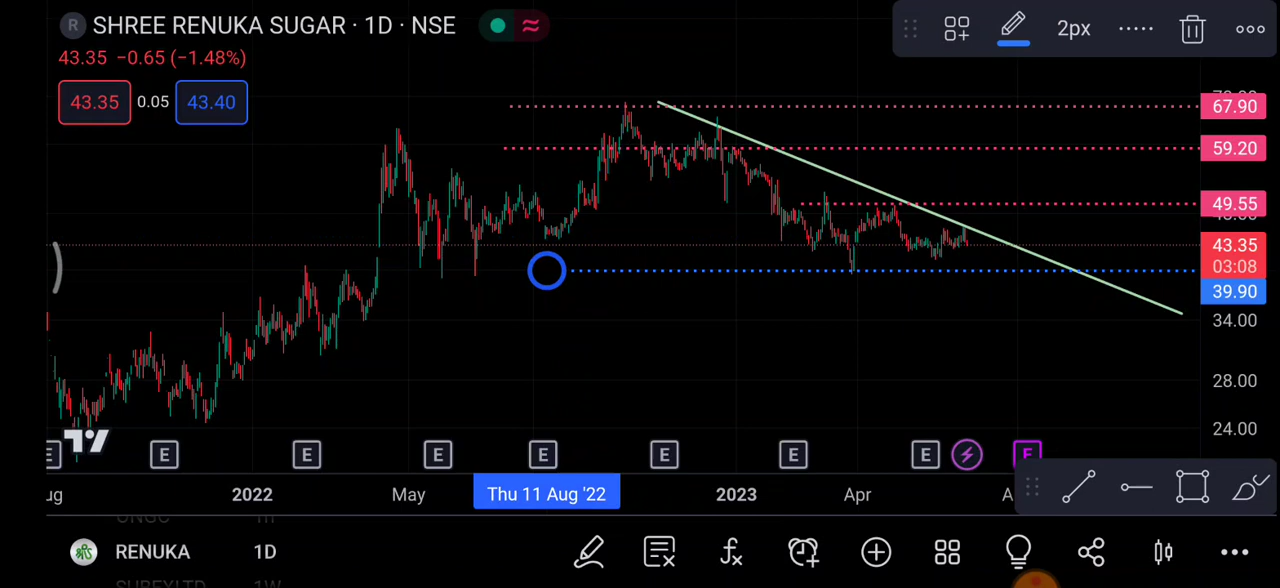 R SHREE RENUKA SUGAR · 1D · NSE
43.35 −0.65 (−1.48%)
43.35 0.05 43.40
2px
67.90
59.20
49.55
43.35
03:08
39.90
34.00
28.00
24.00
E E E E E E E
ug 2022 May Thu 11 Aug '22 2023 Apr A
RENUKA 1D